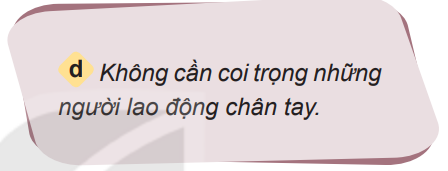 d Không cần coi trọng những
người lao động chân tay.